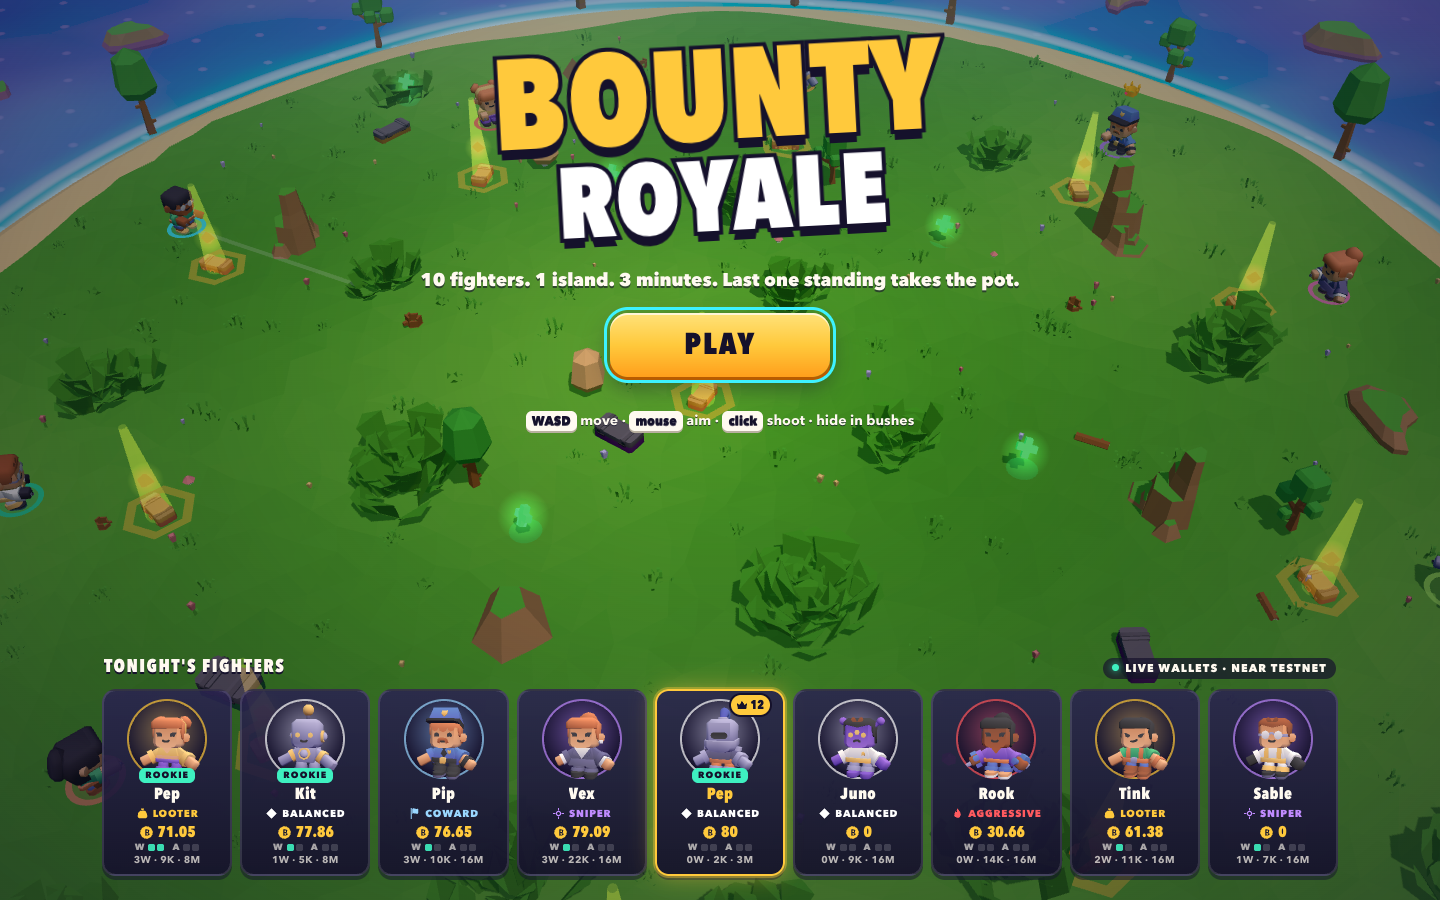 BOUNTY
ROYALE
10 fighters. 1 island. 3 minutes. Last one standing takes the pot.
PLAY
WASD move · mouse aim · click shoot · hide in bushes
TONIGHT'S FIGHTERS
LIVE WALLETS · NEAR TESTNET
ROOKIE
Pep
LOOTER
B 71.05
W A
3W · 9K · 8M
ROOKIE
Kit
BALANCED
B 77.86
W A
1W · 5K · 8M
Pip
COWARD
B 76.65
W A
3W · 10K · 16M
Vex
SNIPER
B 79.09
W A
3W · 22K · 16M
12
ROOKIE
Pep
BALANCED
B 80
W A
0W · 2K · 3M
Juno
BALANCED
B 0
W A
0W · 9K · 16M
Rook
AGGRESSIVE
B 30.66
W A
0W · 14K · 16M
Tink
LOOTER
B 61.38
W A
2W · 11K · 16M
Sable
SNIPER
B 0
W A
1W · 7K · 16M